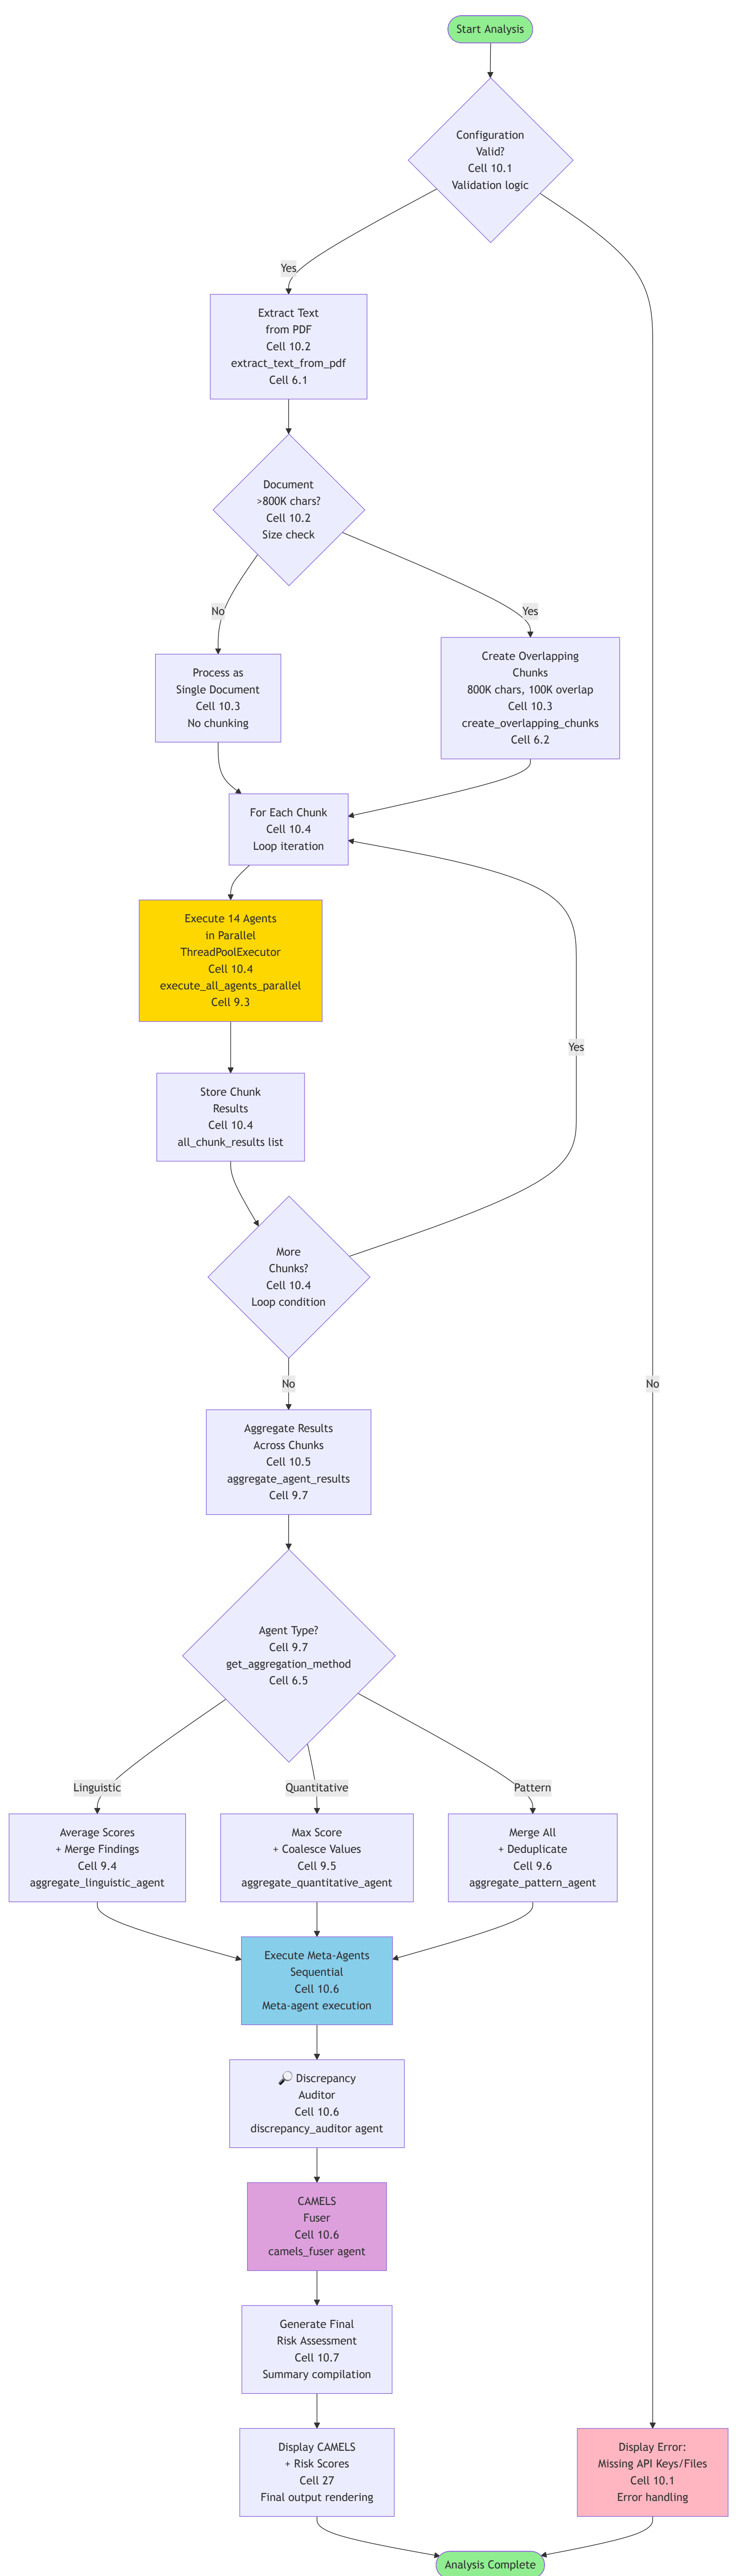 Start Analysis
Configuration
Valid?
Cell 10.1
Validation logic
Yes
Extract Text
from PDF
Cell 10.2
extract_text_from_pdf
Cell 6.1
Document
>800K chars?
Cell 10.2
Size check
No
Yes
Process as
Single Document
Cell 10.3
No chunking
Create Overlapping
Chunks
800K chars, 100K overlap
Cell 10.3
create_overlapping_chunks
Cell 6.2
For Each Chunk
Cell 10.4
Loop iteration
Execute 14 Agents
in Parallel
ThreadPoolExecutor
Cell 10.4
execute_all_agents_parallel
Cell 9.3
Yes
Store Chunk
Results
Cell 10.4
all_chunk_results list
More
Chunks?
Cell 10.4
Loop condition
No
No
Aggregate Results
Across Chunks
Cell 10.5
aggregate_agent_results
Cell 9.7
Agent Type?
Cell 9.7
get_aggregation_method
Cell 6.5
Linguistic
Quantitative
Pattern
Average Scores
+ Merge Findings
Cell 9.4
aggregate_linguistic_agent
Max Score
+ Coalesce Values
Cell 9.5
aggregate_quantitative_agent
Merge All
+ Deduplicate
Cell 9.6
aggregate_pattern_agent
Execute Meta-Agents
Sequential
Cell 10.6
Meta-agent execution
🔎 Discrepancy
Auditor
Cell 10.6
discrepancy_auditor agent
CAMELS
Fuser
Cell 10.6
camels_fuser agent
Generate Final
Risk Assessment
Cell 10.7
Summary compilation
Display CAMELS
+ Risk Scores
Cell 27
Final output rendering
Display Error:
Missing API Keys/Files
Cell 10.1
Error handling
Analysis Complete